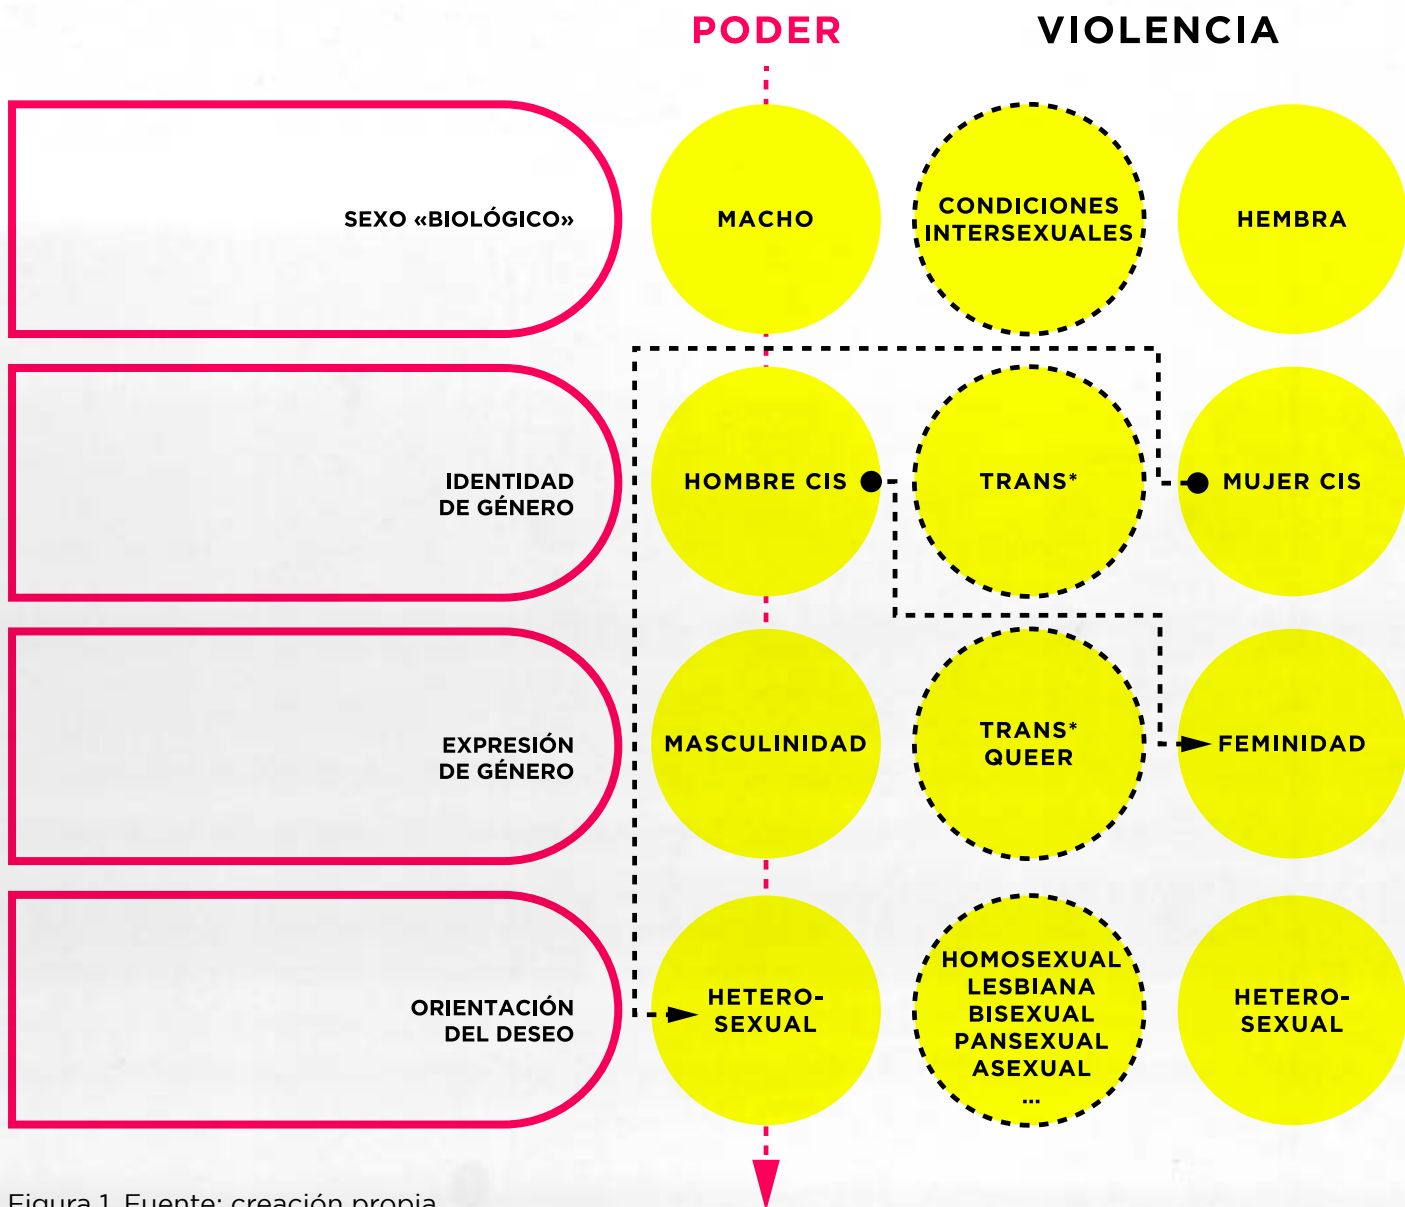 PODER
VIOLENCIA
SEXO «BIOLÓGICO»
MACHO
CONDICIONES
INTERSEXUALES
HEMBRA
IDENTIDAD
DE GÉNERO
HOMBRE CIS
TRANS*
MUJER CIS
EXPRESIÓN
DE GÉNERO
MASCULINIDAD
TRANS*
QUEER
FEMINIDAD
ORIENTACIÓN
DEL DESEO
HETERO-
SEXUAL
HOMOSEXUAL
LESBIANA
BISEXUAL
PANSEXUAL
ASEXUAL
...
HETERO-
SEXUAL
Figura 1. Fuente: creación propia